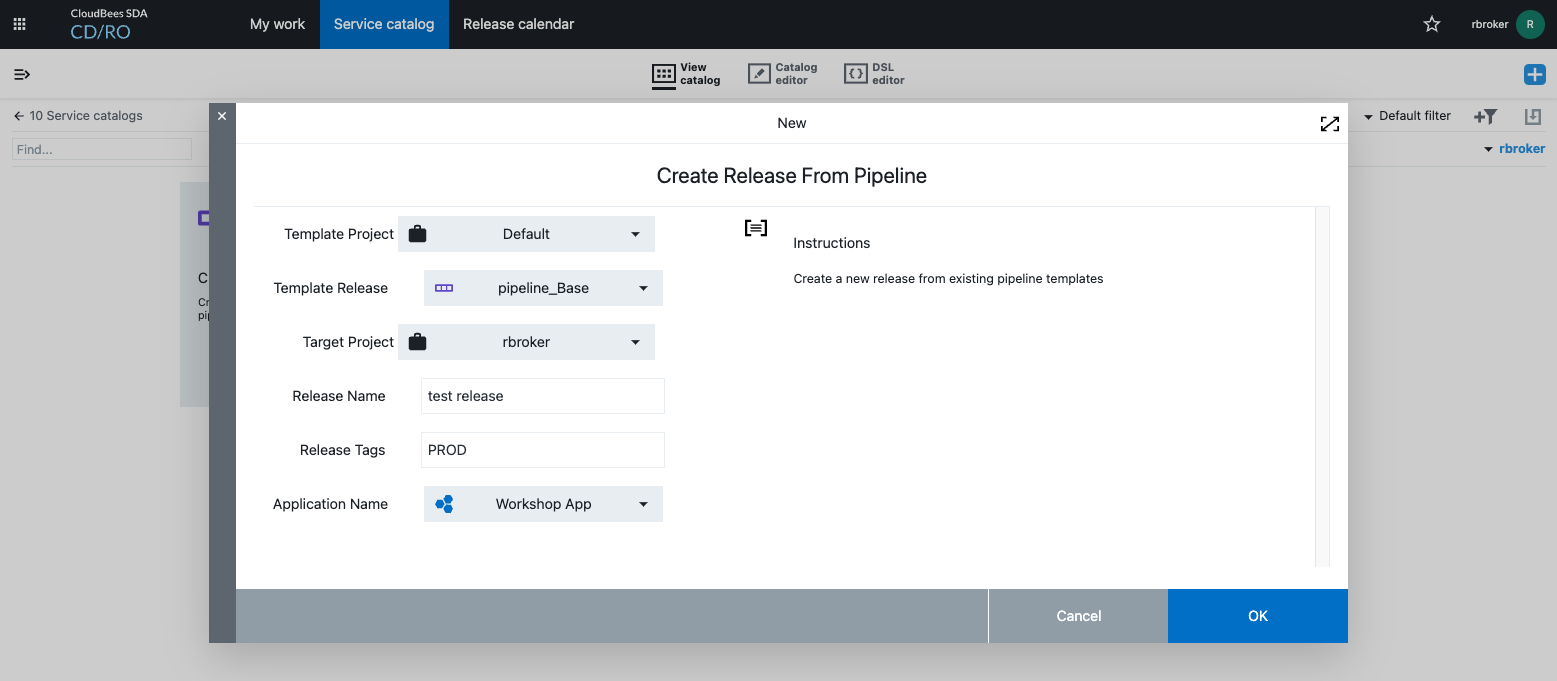 CloudBees SDA
CD/RO
My work
Service catalog
Release calendar
rbroker
R
View catalog
Catalog editor
DSL editor
10 Service catalogs
Default filter
Find...
rbroker
New
Create Release From Pipeline
Template Project
Default
Template Release
pipeline_Base
Target Project
rbroker
Release Name
test release
Release Tags
PROD
Application Name
Workshop App
Instructions
Create a new release from existing pipeline templates
Cancel
OK